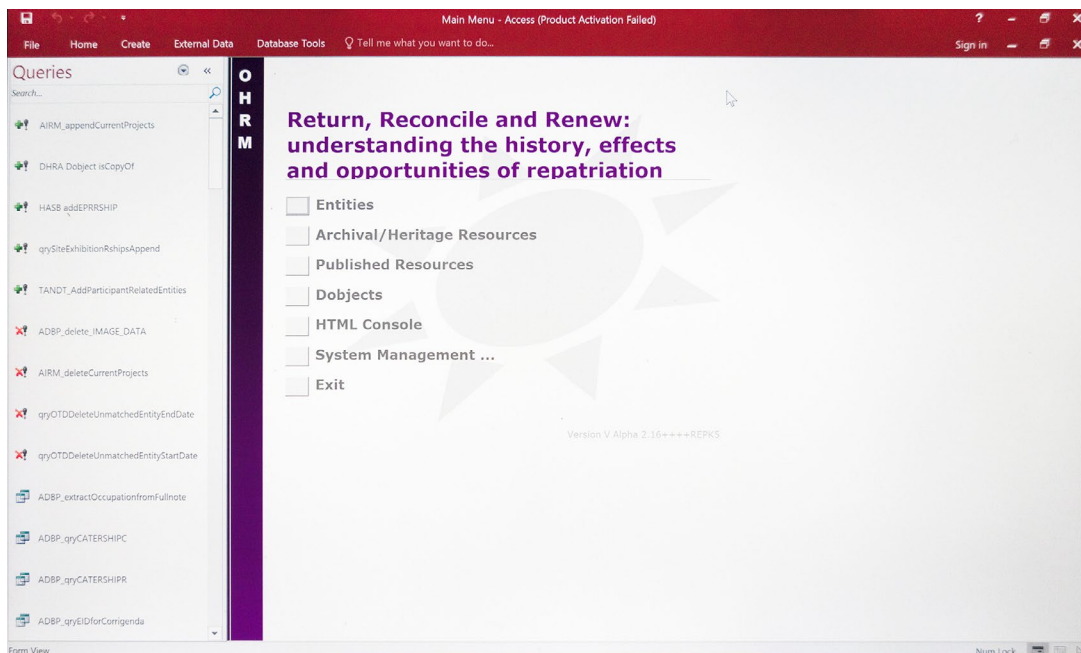 Main Menu - Access (Product Activation Failed)
?
File Home Create External Data Database Tools Tell me what you want to do...
Sign in
Queries
Search...
AIRM_appendCurrentProjects
DHRA Dobject isCopyOf
HASB addEPRRSHIP
qrySiteExhibitionRshipsAppend
TANDT_AddParticipantRelatedEntities
ADBP_delete_IMAGE_DATA
AIRM_deleteCurrentProjects
qryOTDDeleteUnmatchedEntityEndDate
qryOTDDeleteUnmatchedEntityStartDate
ADBP_extractOccupationfromFullnote
ADBP_qryCATERSHIPC
ADBP_qryCATERSHIPR
ADBP_qryEIDforCorrigenda
O
H
R
M
Return, Reconcile and Renew:
understanding the history, effects
and opportunities of repatriation
Entities
Archival/Heritage Resources
Published Resources
Dobjects
HTML Console
System Management ...
Exit
Version V Alpha 2.16++++REPKS
Form View
Num Lock